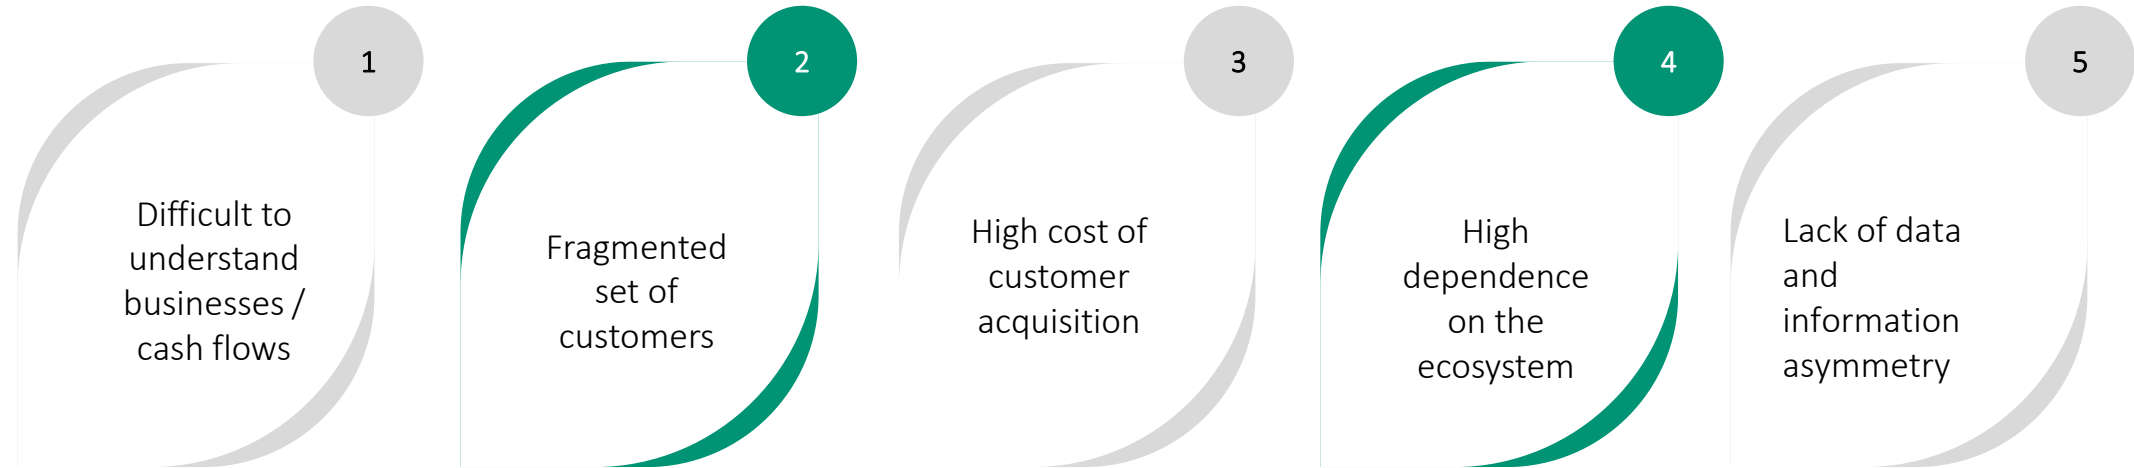 1
Difficult to
understand
businesses /
cash flows
2
Fragmented
set of
customers
3
High cost of
customer
acquisition
4
High
dependence
on the
ecosystem
5
Lack of data
and
information
asymmetry